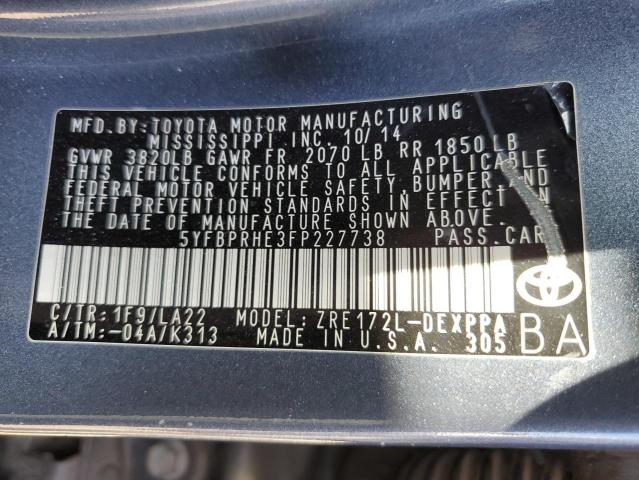 MFD.BY:TOYOTA MOTOR MANUFACTURING
MISSISSIPPI INC. 10/14
GVWR 3820LB GAWR FR 2070 LB RR 1850 LB
THIS VEHICLE CONFORMS TO ALL APPLICABLE
FEDERAL MOTOR VEHICLE SAFETY, BUMPER, AND
THEFT PREVENTION STANDARDS IN EFFECT ON
THE DATE OF MANUFACTURE SHOWN ABOVE.
5YFBPRHE3FP227738 PASS.CAR
C/TR: 1F9/LA22 MODEL: ZRE172L-DEXPPA
A/TM:-04A/K313 MADE IN U.S.A. 305
BA